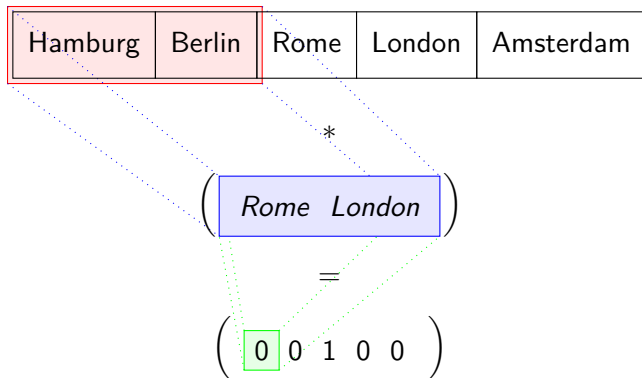 Hamburg Berlin Rome London Amsterdam
*
( Rome London )
=
( 0 0 1 0 0 )